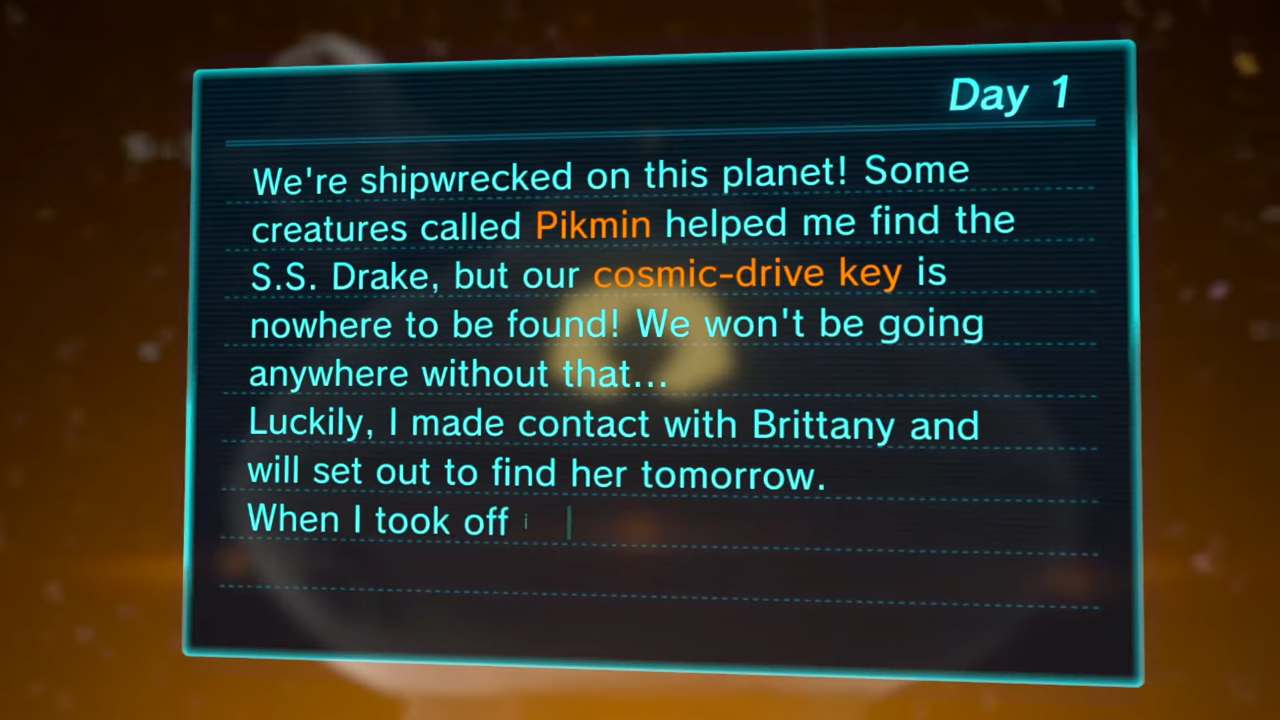 Day 1
We're shipwrecked on this planet! Some
creatures called Pikmin helped me find the
S.S. Drake, but our cosmic-drive key is
nowhere to be found! We won't be going
anywhere without that...
Luckily, I made contact with Brittany and
will set out to find her tomorrow.
When I took off i